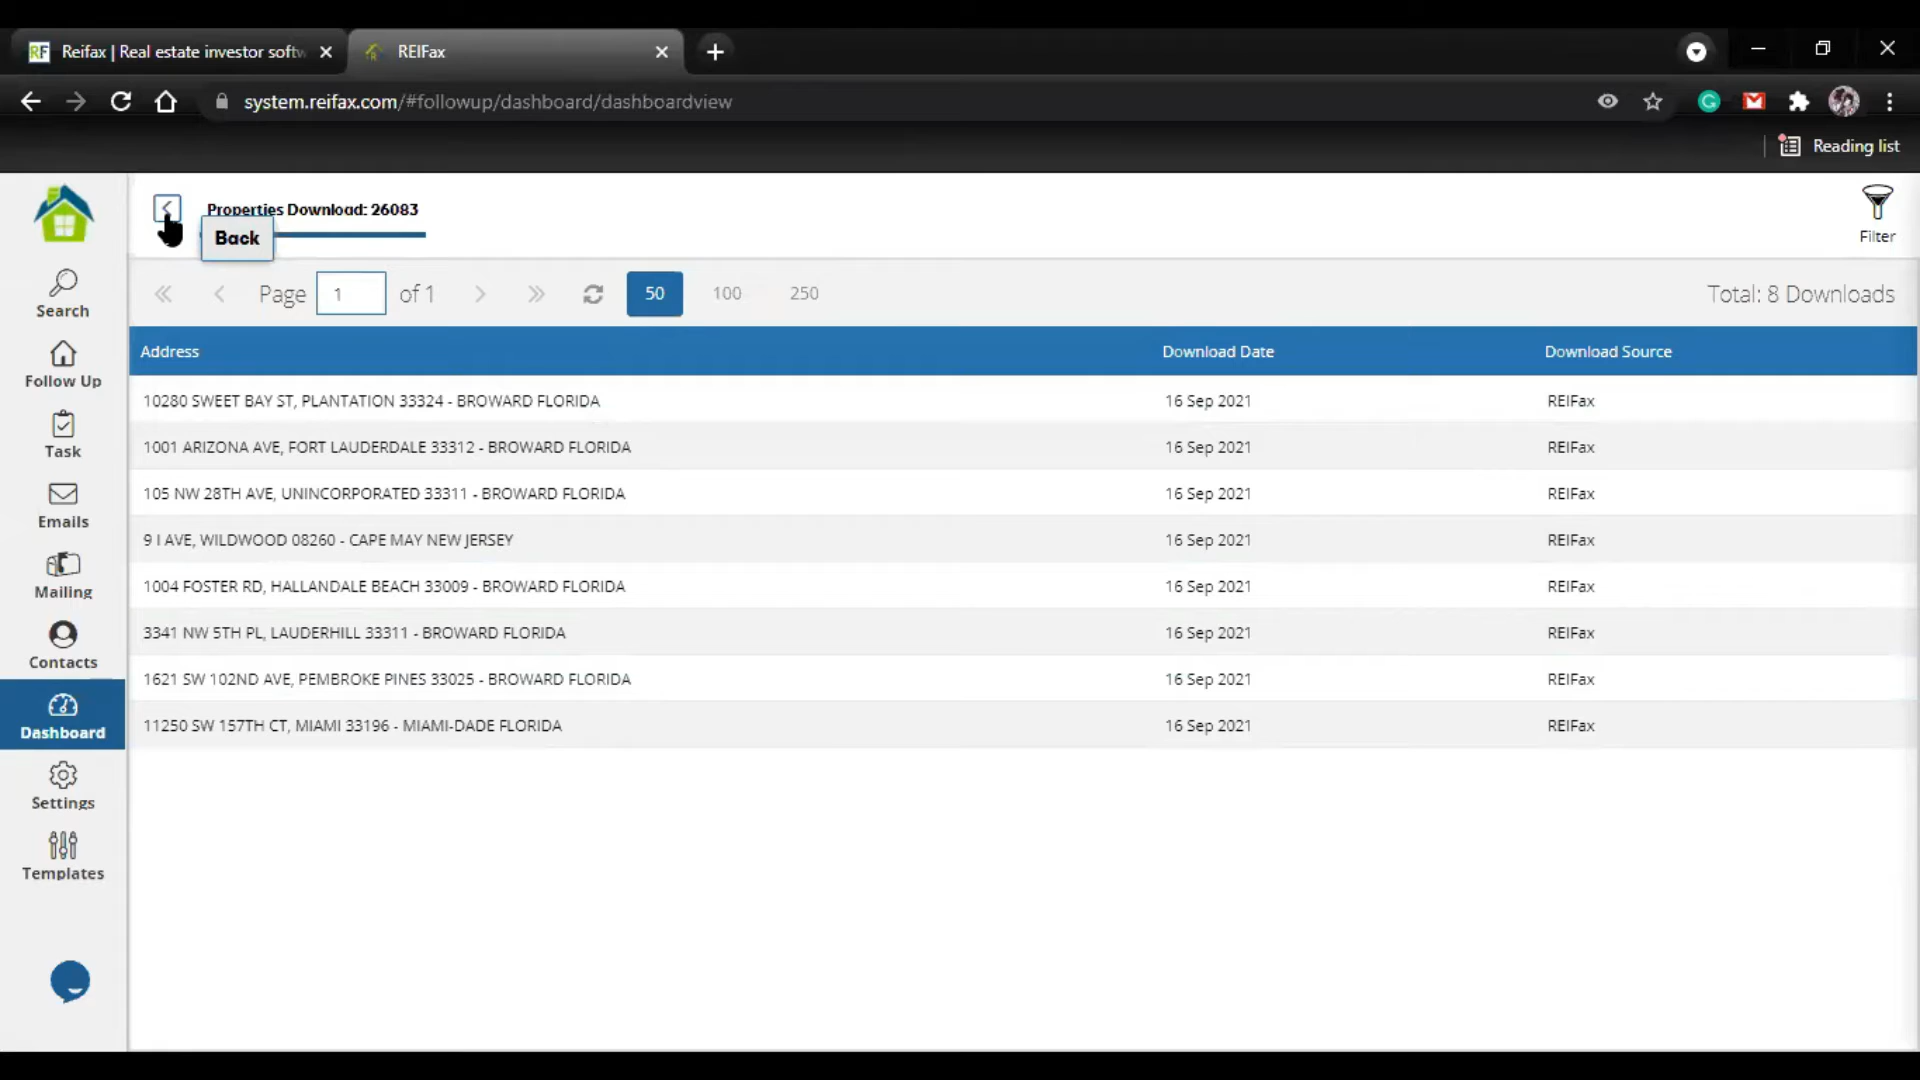 RF Reifax | Real estate investor softw
REIFax
system.reifax.com/#followup/dashboard/dashboardview
Reading list
Properties Download: 26083
Back
Filter
Page 1 of 1 50 100 250 Total: 8 Downloads
Search
Follow Up
Task
Emails
Mailing
Contacts
Dashboard
Settings
Templates
Address Download Date Download Source
10280 SWEET BAY ST, PLANTATION 33324 - BROWARD FLORIDA 16 Sep 2021 REIFax
1001 ARIZONA AVE, FORT LAUDERDALE 33312 - BROWARD FLORIDA 16 Sep 2021 REIFax
105 NW 28TH AVE, UNINCORPORATED 33311 - BROWARD FLORIDA 16 Sep 2021 REIFax
9 I AVE, WILDWOOD 08260 - CAPE MAY NEW JERSEY 16 Sep 2021 REIFax
1004 FOSTER RD, HALLANDALE BEACH 33009 - BROWARD FLORIDA 16 Sep 2021 REIFax
3341 NW 5TH PL, LAUDERHILL 33311 - BROWARD FLORIDA 16 Sep 2021 REIFax
1621 SW 102ND AVE, PEMBROKE PINES 33025 - BROWARD FLORIDA 16 Sep 2021 REIFax
11250 SW 157TH CT, MIAMI 33196 - MIAMI-DADE FLORIDA 16 Sep 2021 REIFax